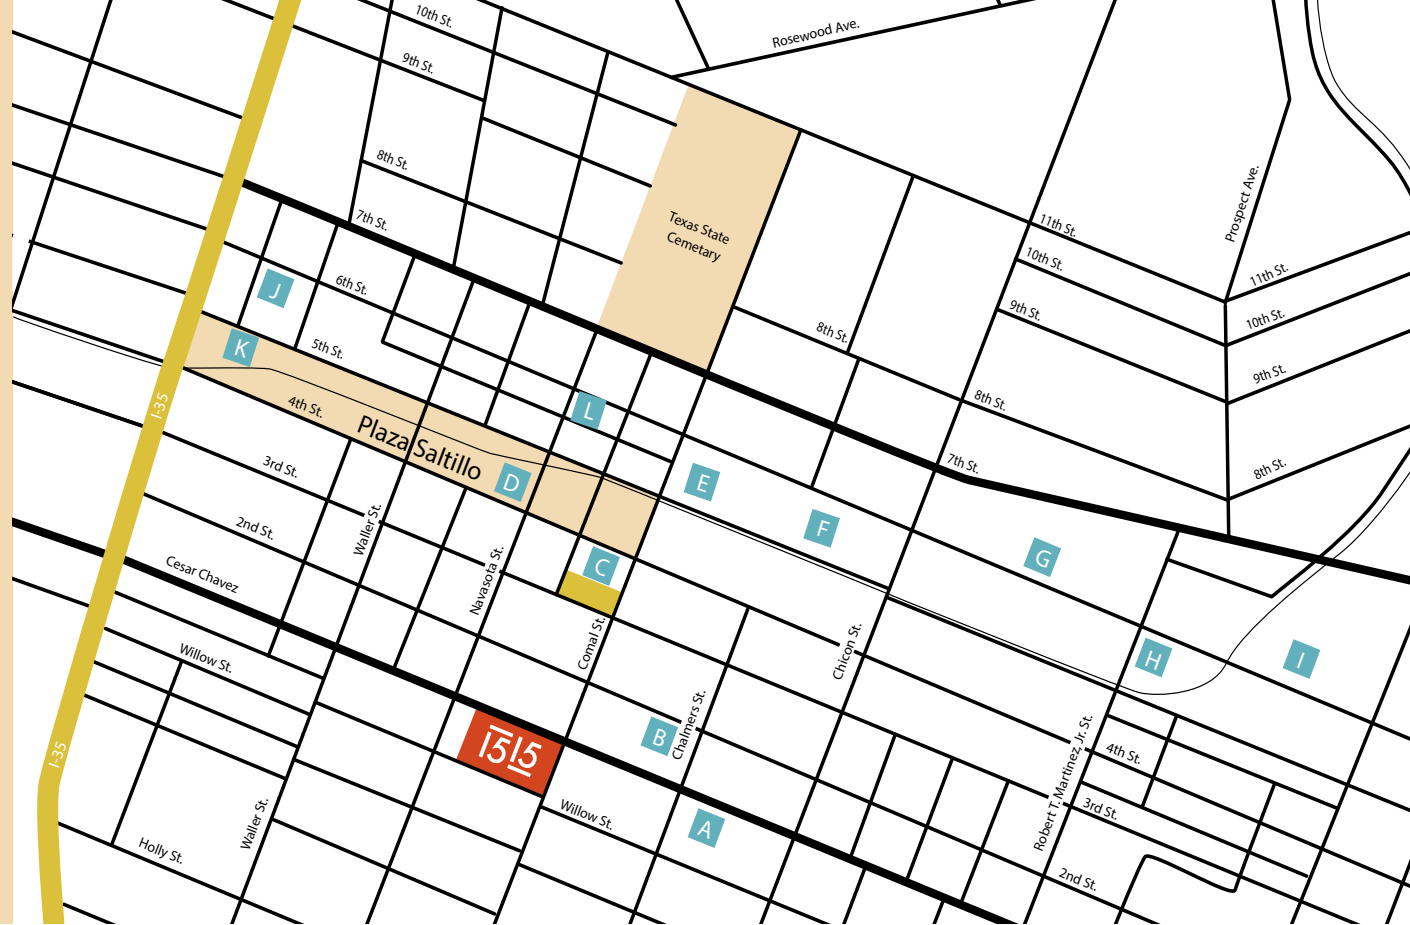 10th St.
Rosewood Ave.
9th St.
8th St.
7th St.
Texas State
Cemetery
Prospect Ave.
11th St.
10th St.
11th St.
10th St.
9th St.
8th St.
9th St.
8th St.
8th St.
7th St.
6th St.
J
K
5th St.
4th St.
Plaza Saltillo
I-35
L
D
E
F
G
C
H
I
3rd St.
2nd St.
Cesar Chavez
Waller St.
Navasota St.
Comal St.
Chicon St.
Chalmers St.
Robert T. Martinez, Jr. St.
B
A
1515
Willow St.
Willow St.
I-35
Waller St.
Holly St.
4th St.
3rd St.
2nd St.